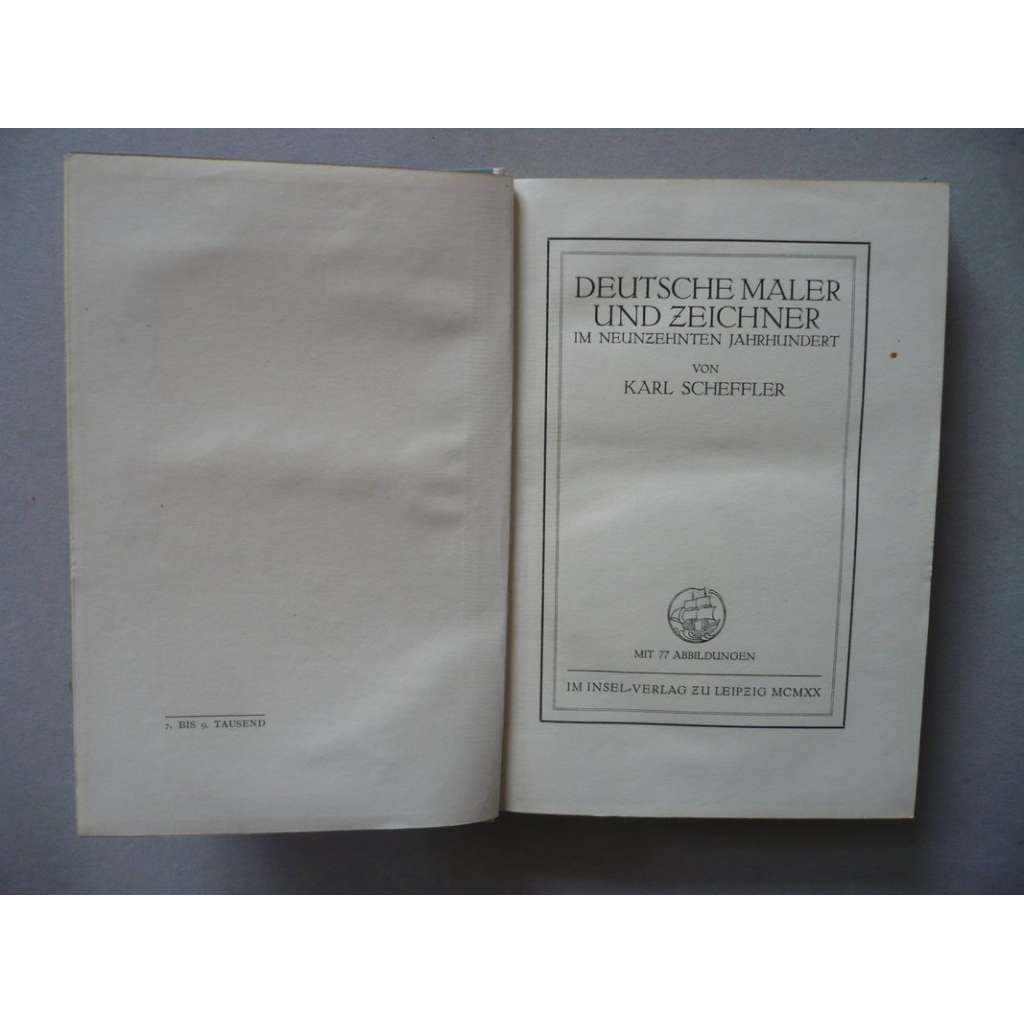 7. BIS 9. TAUSEND
DEUTSCHE MALER
UND ZEICHNER
IM NEUNZEHNTEN JAHRHUNDERT
VON
KARL SCHEFFLER
MIT 77 ABBILDUNGEN
IM INSEL-VERLAG ZU LEIPZIG MCMXX